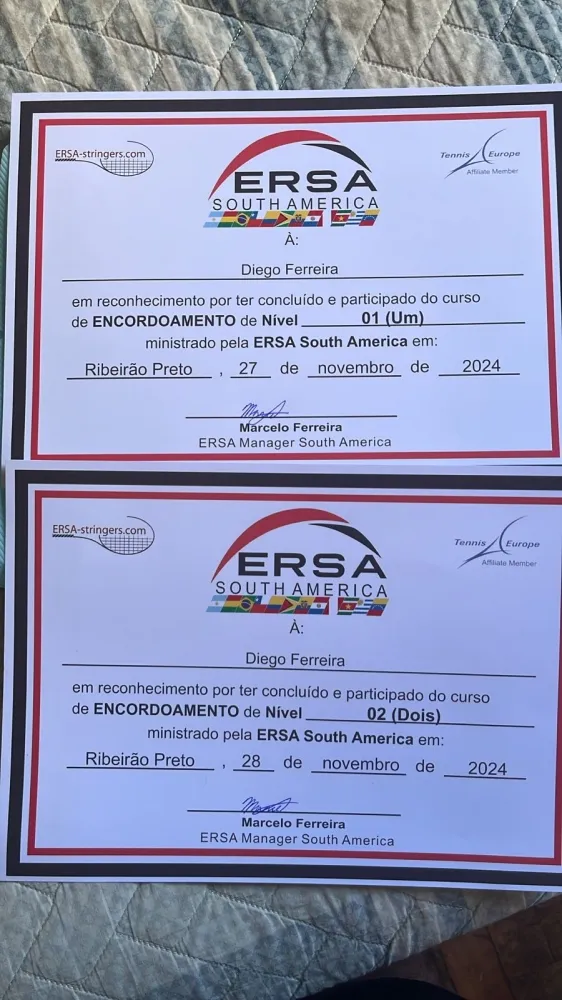 ERSA-stringers.com
Tennis Europe
Affiliate Member
ERSA
SOUTH AMERICA
À:
Diego Ferreira
em reconhecimento por ter concluído e participado do curso
de ENCORDOAMENTO de Nível 01 (Um)
ministrado pela ERSA South America em:
Ribeirão Preto , 27 de novembro de 2024
Marcelo Ferreira
ERSA Manager South America
ERSA-stringers.com
Tennis Europe
Affiliate Member
ERSA
SOUTH AMERICA
À:
Diego Ferreira
em reconhecimento por ter concluído e participado do curso
de ENCORDOAMENTO de Nível 02 (Dois)
ministrado pela ERSA South America em:
Ribeirão Preto , 28 de novembro de 2024
Marcelo Ferreira
ERSA Manager South America